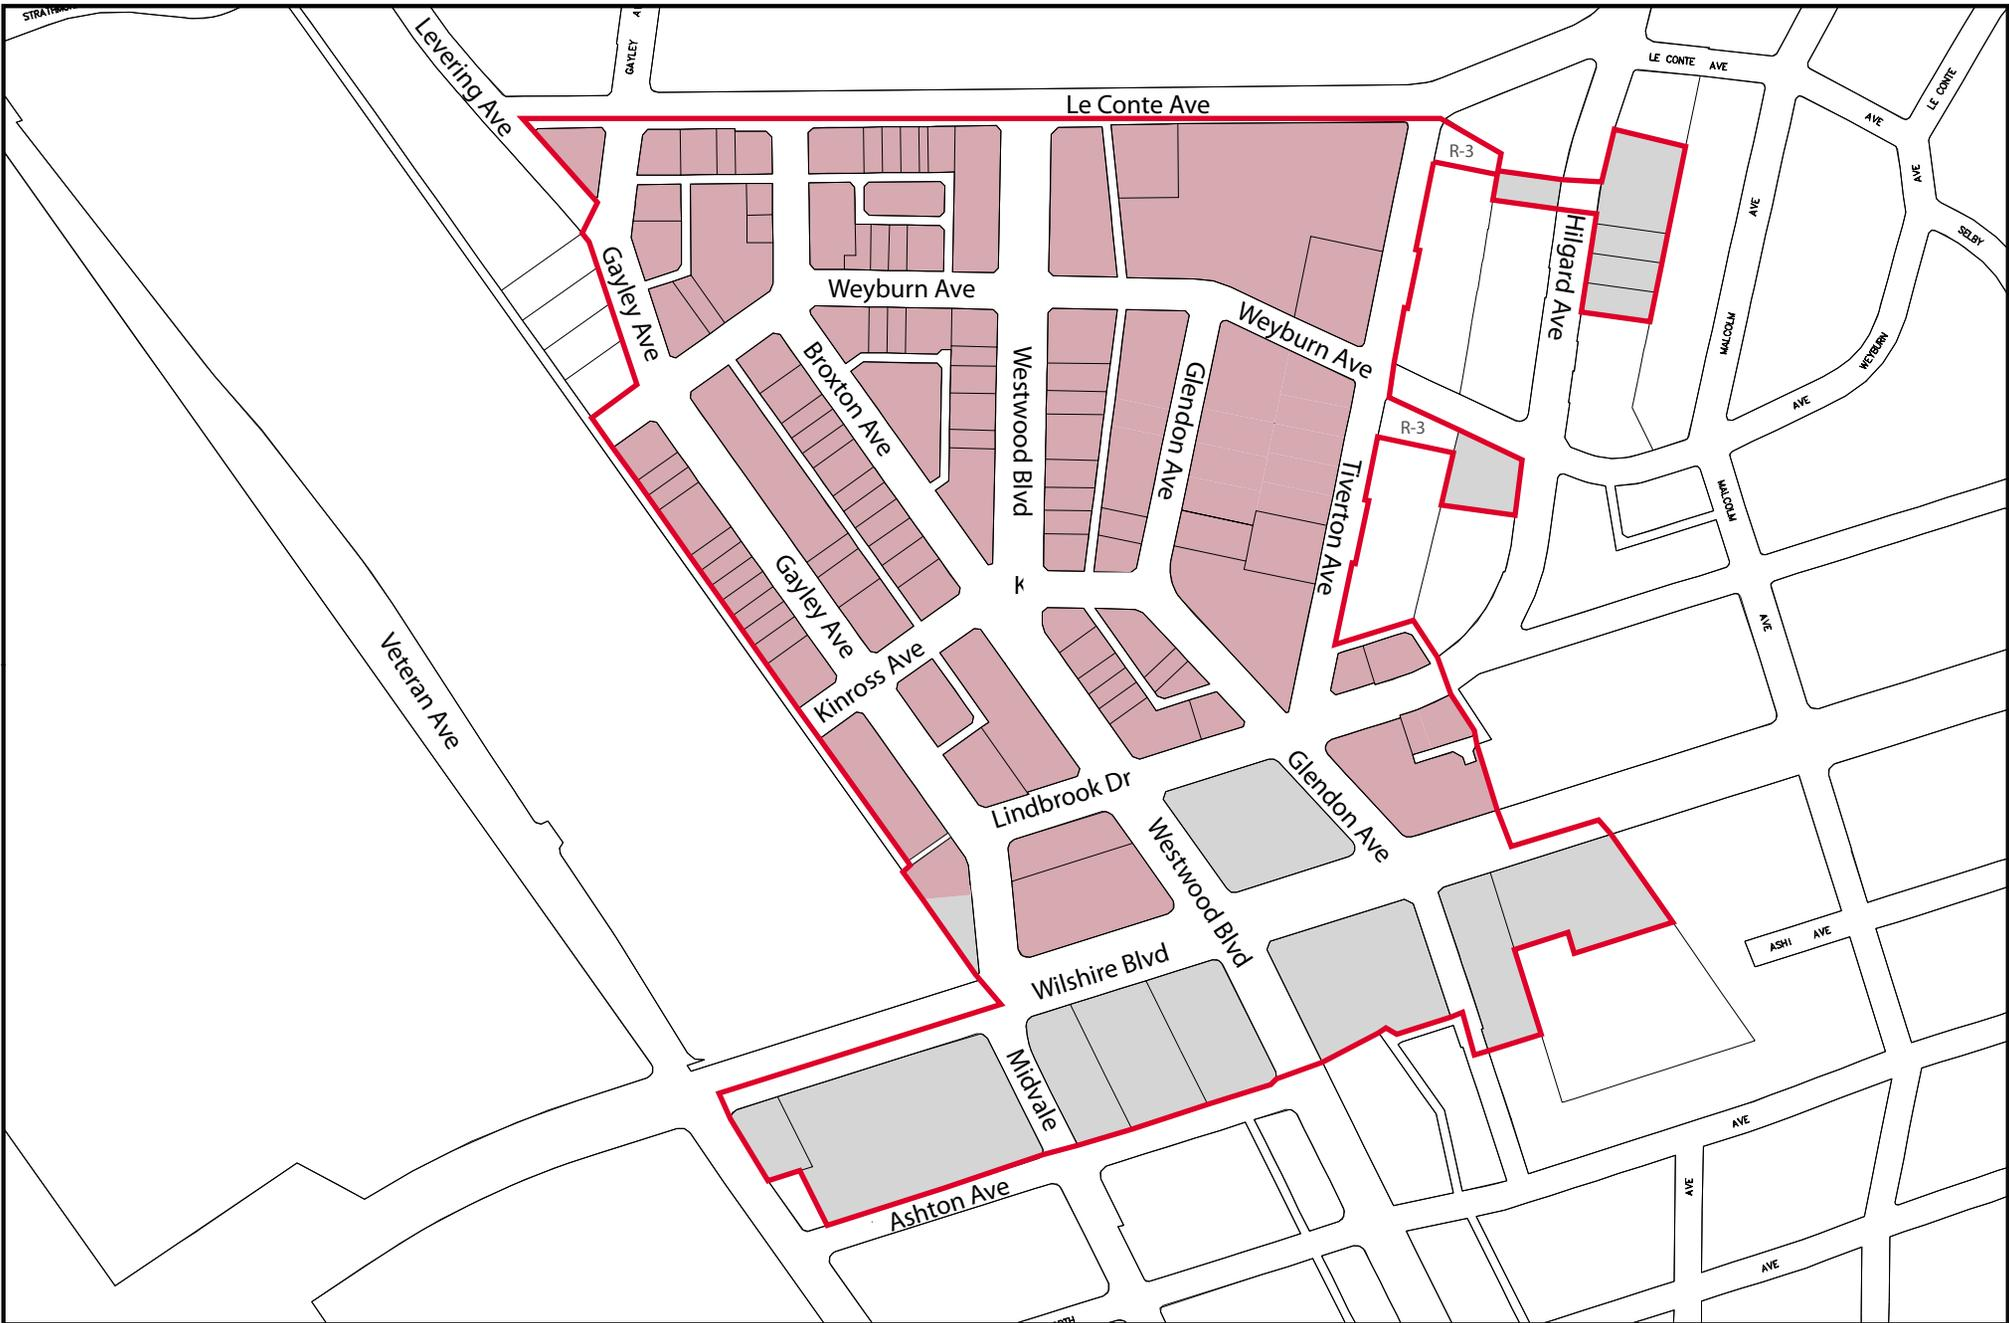 GAYLEY
Levering Ave
Le Conte Ave
LE CONTE AVE
LE CONTE
AVE
AVE
R-3
AVE
SELBY
Hilgard Ave
Gayley Ave
Weyburn Ave
Weyburn Ave
MALCOLM
WEYBURN
AVE
Broxton Ave
Westwood Blvd
Glendon Ave
R-3
Tiverton Ave
MALCOLM
AVE
Gayley Ave
K
Kinross Ave
Veteran Ave
Lindbrook Dr
Glendon Ave
Westwood Blvd
Wilshire Blvd
ASHI AVE
Midvale
Ashton Ave
AVE
AVE
AVE